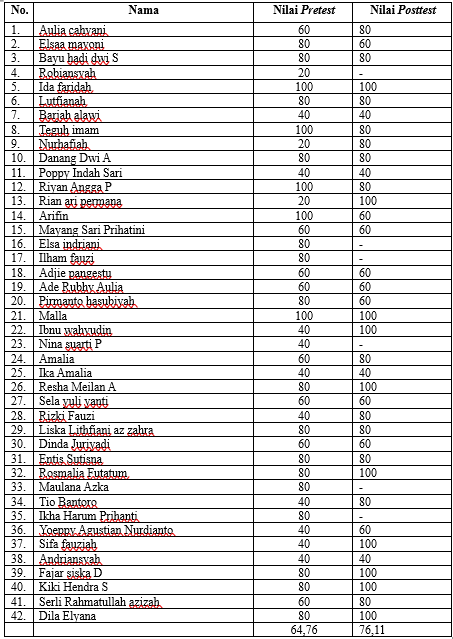 No. Nama Nilai Pretest Nilai Posttest
1. Aulia cahyani 60 80
2. Elsaa mayoni 80 60
3. Bayu hadi dwi S 80 80
4. Robiansyah 20 -
5. Ida faridah 100 100
6. Lutfianah 80 80
7. Bariah alawi 40 40
8. Teguh imam 100 80
9. Nurhafiah 20 80
10. Danang Dwi A 80 80
11. Poppy Indah Sari 40 40
12. Riyan Angga P 100 80
13. Rian ari permana 20 100
14. Arifin 100 60
15. Mayang Sari Prihatini 60 60
16. Elsa indriani 80 -
17. Ilham fauzi 80 -
18. Adjie pangestu 60 60
19. Ade Rubby Aulia 60 60
20. Pirmanto hasubiyah 80 60
21. Malla 100 100
22. Ibnu wahyudin 40 100
23. Nina suarti P 40 -
24. Amalia 60 80
25. Ika Amalia 40 40
26. Resha Meilan A 80 100
27. Sela yuli yanti 60 60
28. Rizki Fauzi 40 80
29. Liska Lithfiani az zahra 80 80
30. Dinda Juriyadi 60 60
31. Entis Sutisna 80 80
32. Rosmalia Futatum 80 100
33. Maulana Azka 80 -
34. Tio Bantoro 40 80
35. Ikha Harum Prihanti 80 -
36. Yoeppy Agustian Nurdianto 40 60
37. Sifa fauziah 40 100
38. Andriansyah 40 40
39. Fajar siska D 80 100
40. Kiki Hendra S 80 100
41. Serli Rahmatullah azizah 60 80
42. Dila Elyana 80 100
64,76 76,11